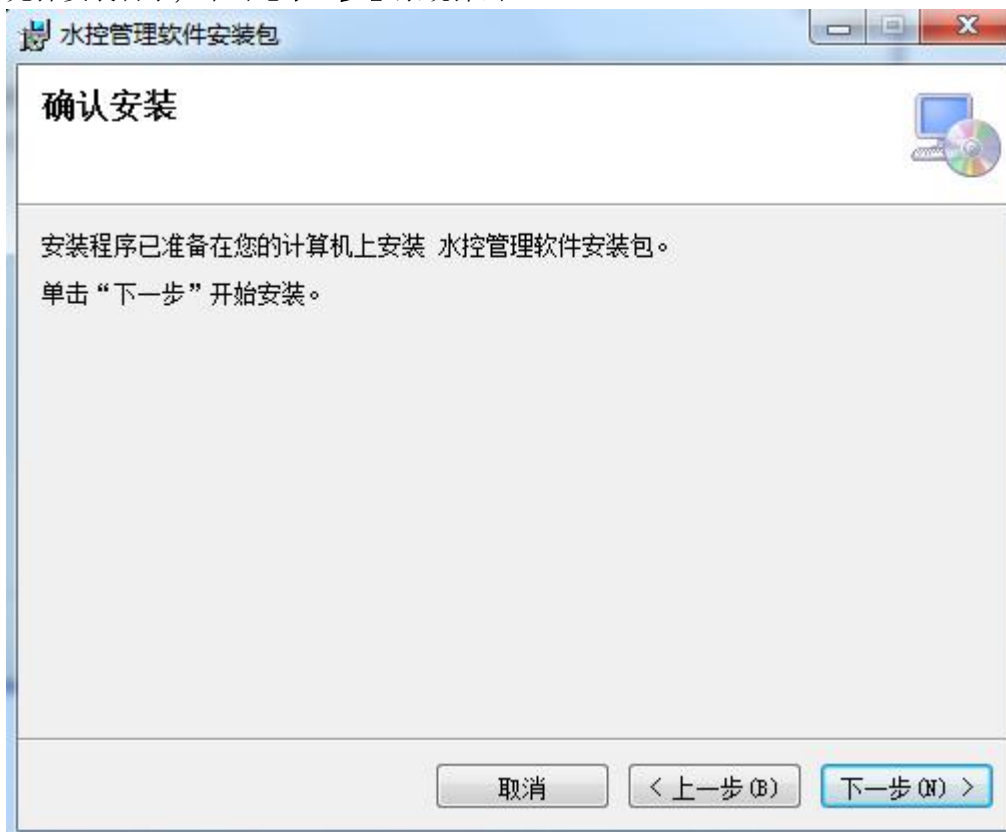 水控管理软件安装包
确认安装
安装程序已准备在您的计算机上安装 水控管理软件安装包。
单击“下一步”开始安装。
取消
< 上一步(B)
下一步(N) >